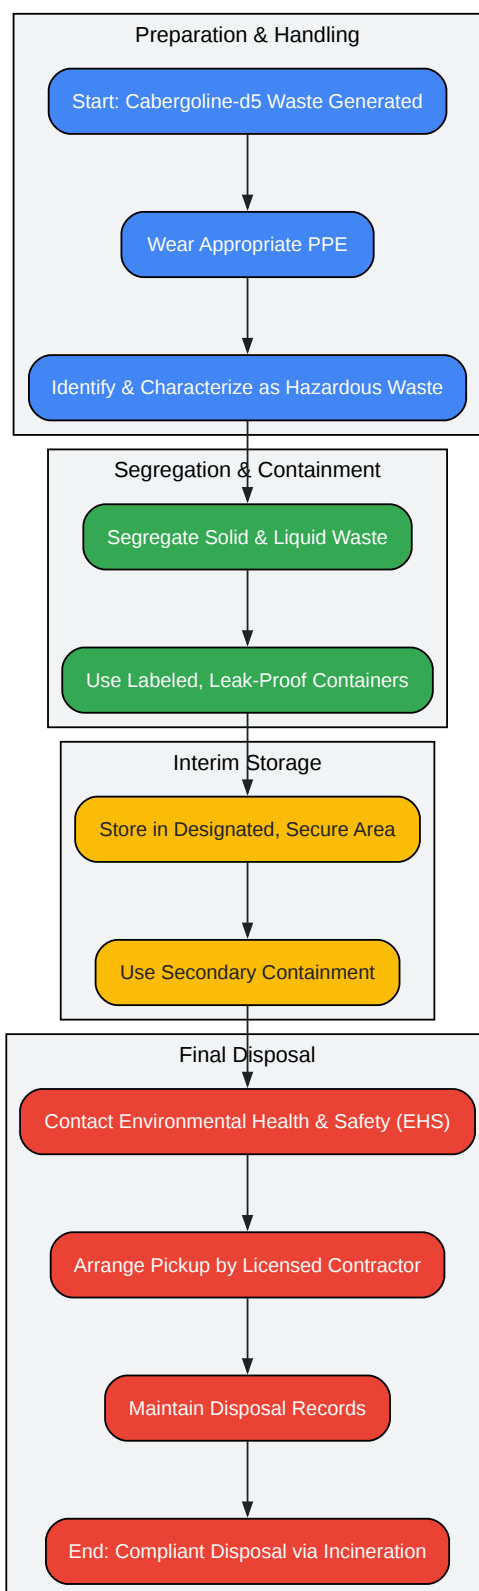 Preparation & Handling
Start: Cabergoline-d5 Waste Generated
Wear Appropriate PPE
Identify & Characterize as Hazardous Waste
Segregation & Containment
Segregate Solid & Liquid Waste
Use Labeled, Leak-Proof Containers
Interim Storage
Store in Designated, Secure Area
Use Secondary Containment
Final Disposal
Contact Environmental Health & Safety (EHS)
Arrange Pickup by Licensed Contractor
Maintain Disposal Records
End: Compliant Disposal via Incineration